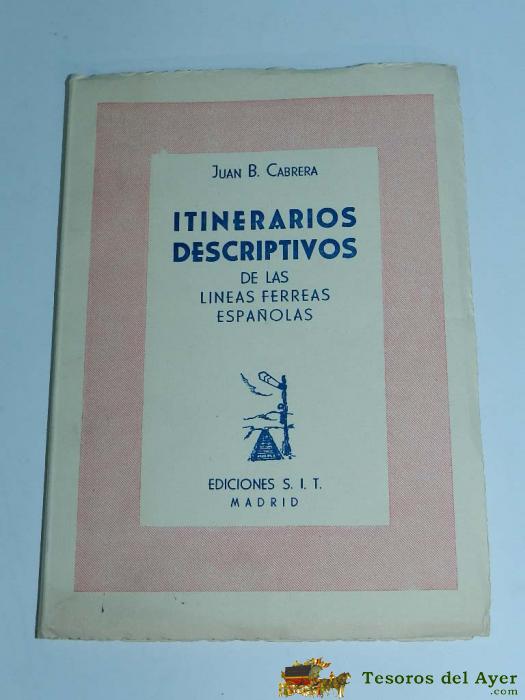 JUAN B. CABRERA
ITINERARIOS
DESCRIPTIVOS
DE LAS
LINEAS FERREAS
ESPAÑOLAS
EDICIONES S. I. T.
MADRID
Tesoros del Ayer
.com